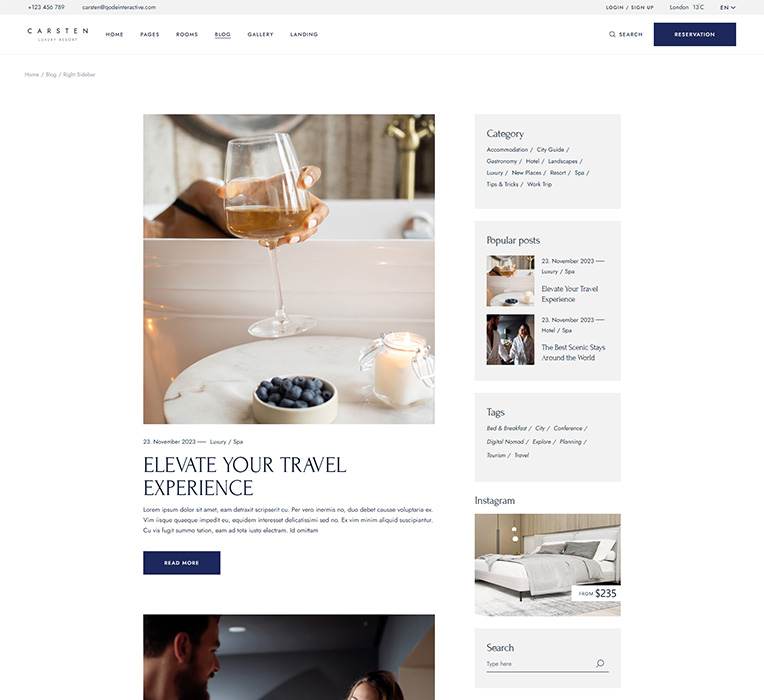 +123 456 789 carsten@qodeinteractive.com LOGIN / SIGN UP London 13°C EN
CARSTEN
LUXURY RESORT
HOME PAGES ROOMS BLOG GALLERY LANDING SEARCH RESERVATION
Home / Blog / Right Sidebar
23. November 2023 Luxury / Spa
ELEVATE YOUR TRAVEL
EXPERIENCE
Lorem ipsum dolor sit amet, eam detraxit scripserit cu. Per vero inermis no, duo debet causae voluptaria ex.
Vim iisque quaeque impedit eu, equidem interesset delicatissimi sed no. Ex vim minim aliquid suscipiantur.
Cu vis fugit summo tation, eam ad tota iusto electram. Id omittam
READ MORE
Category
Accommodation / City Guide /
Gastronomy / Hotel / Landscapes /
Luxury / New Places / Resort / Spa /
Tips & Tricks / Work Trip
Popular posts
23. November 2023
Luxury / Spa
Elevate Your Travel
Experience
23. November 2023
Hotel / Spa
The Best Scenic Stays
Around the World
Tags
Bed & Breakfast / City / Conference /
Digital Nomad / Explore / Planning /
Tourism / Travel
Instagram
FROM $235
Search
Type here